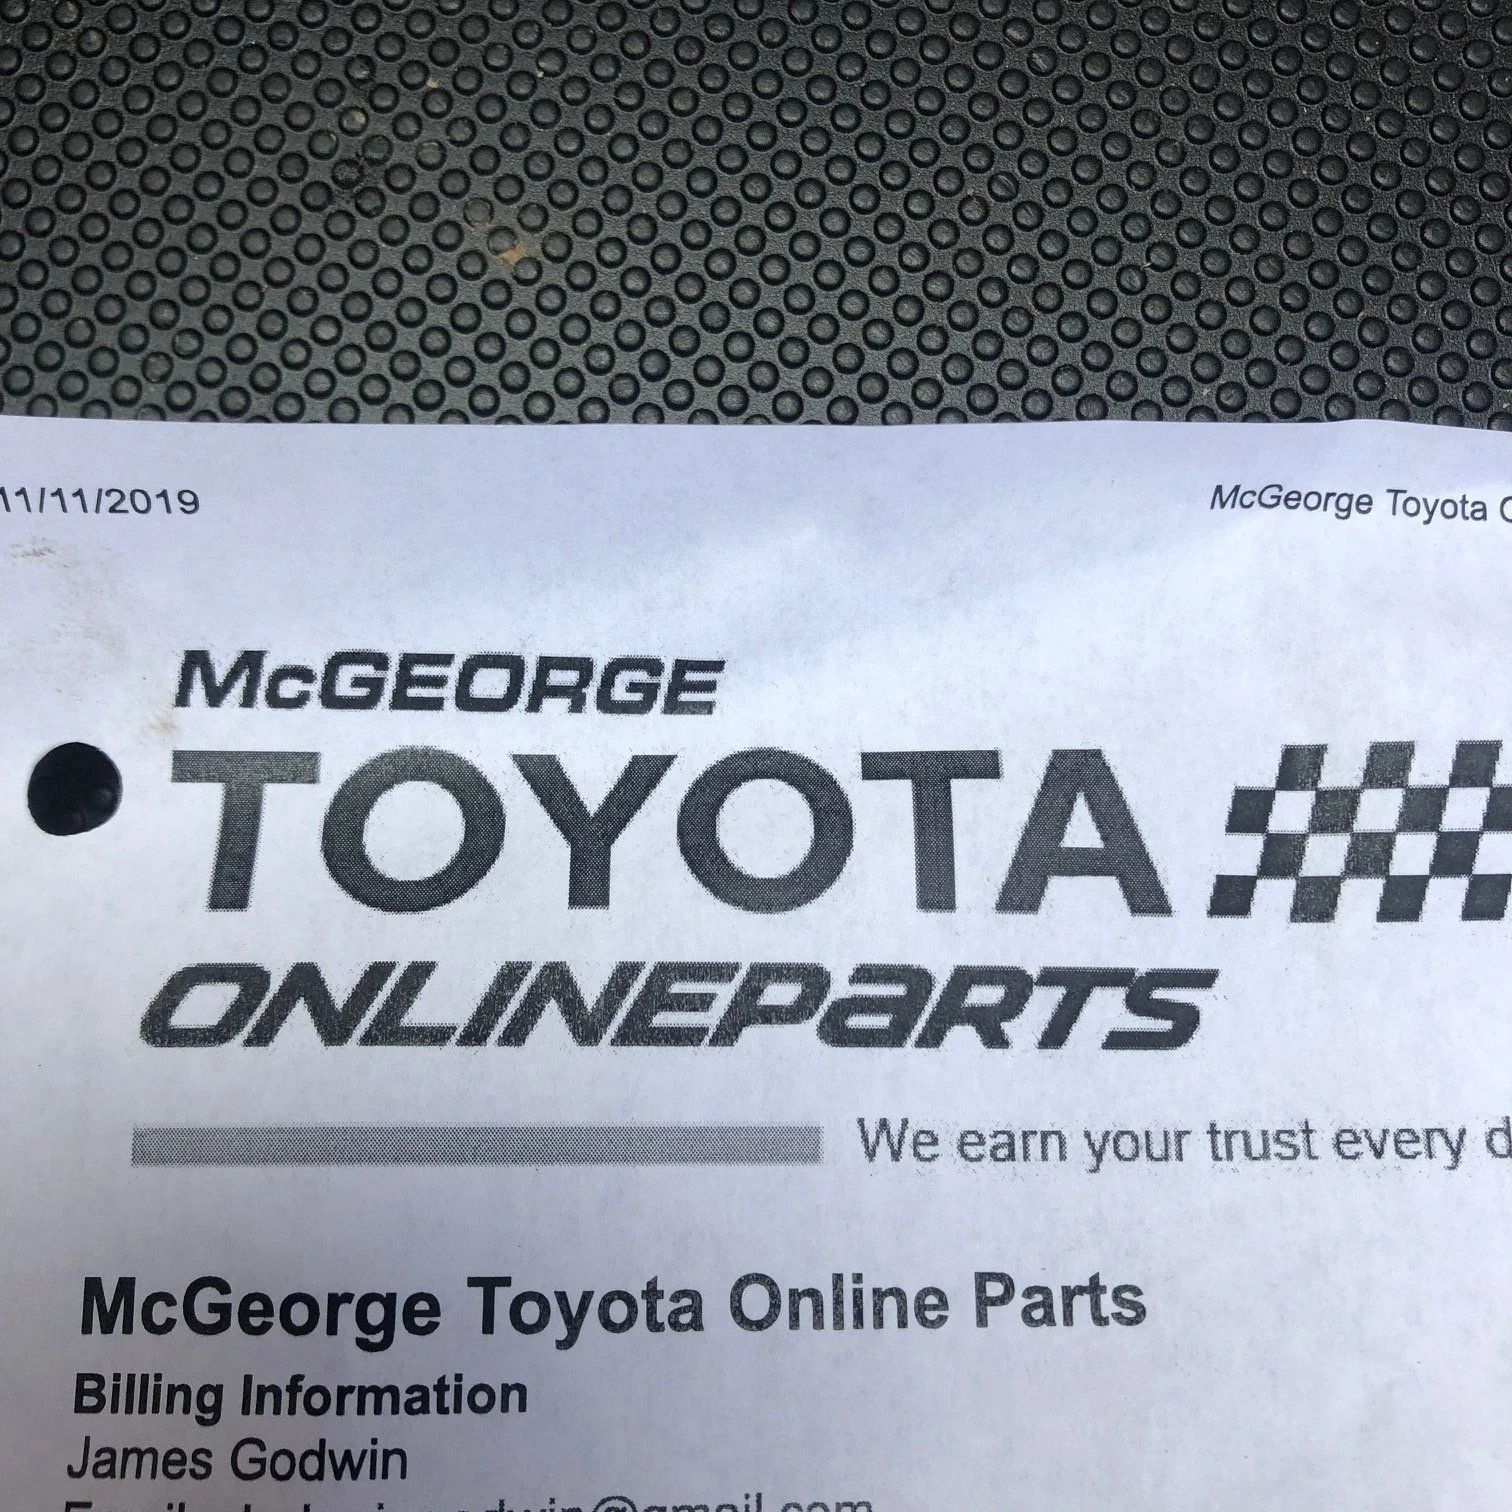 11/11/2019
McGeorge Toyota
McGEORGE
TOYOTA
ONLINEPARTS
We earn your trust every
McGeorge Toyota Online Parts
Billing Information
James Godwin